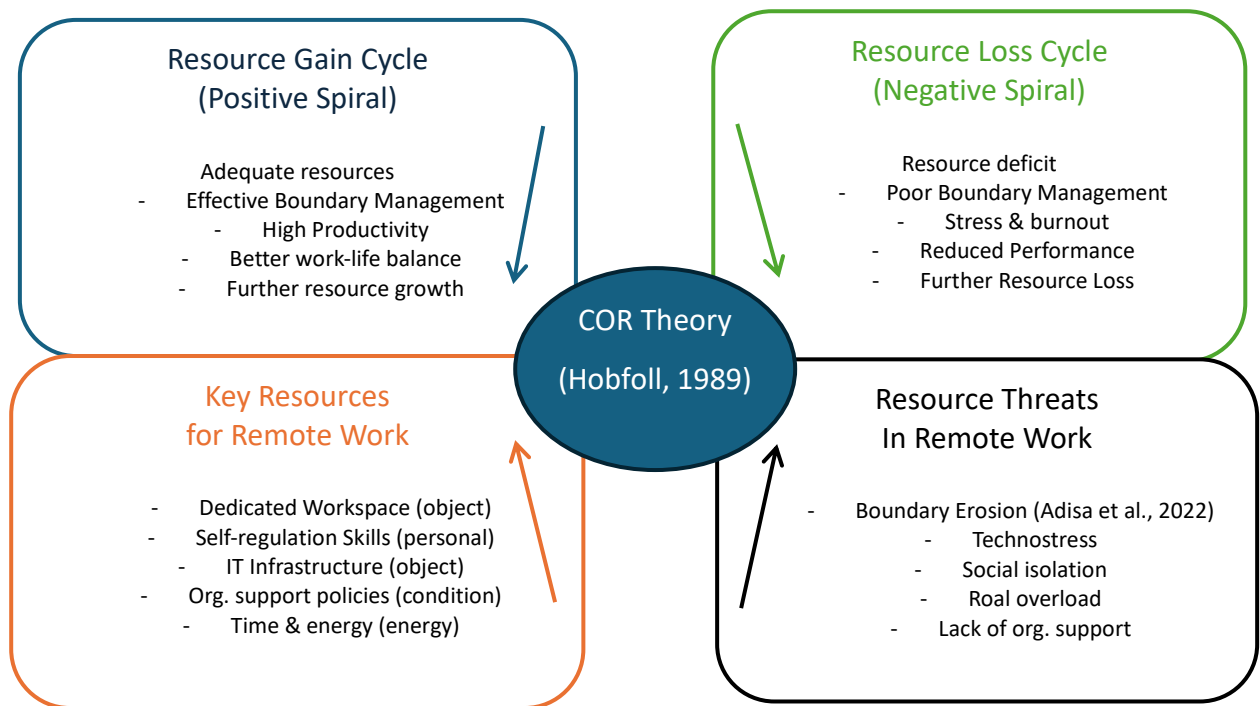 Resource Gain Cycle
(Positive Spiral)
Adequate resources
- Effective Boundary Management
- High Productivity
- Better work-life balance
- Further resource growth
Resource Loss Cycle
(Negative Spiral)
Resource deficit
- Poor Boundary Management
- Stress & burnout
- Reduced Performance
- Further Resource Loss
COR Theory
(Hobfoll, 1989)
Key Resources
for Remote Work
- Dedicated Workspace (object)
- Self-regulation Skills (personal)
- IT Infrastructure (object)
- Org. support policies (condition)
- Time & energy (energy)
Resource Threats
In Remote Work
- Boundary Erosion (Adisa et al., 2022)
- Technostress
- Social isolation
- Roal overload
- Lack of org. support